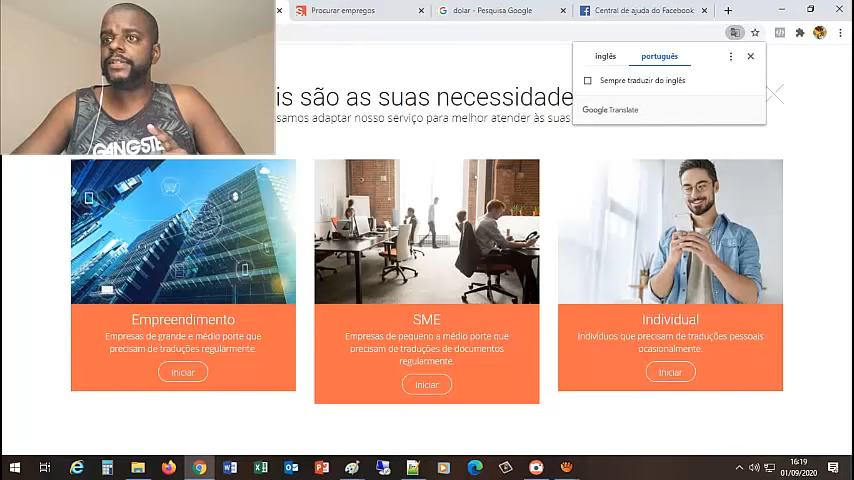 Procurar empregos
dolar - Pesquisa Google
Central de ajuda do Facebook
inglês
português
Sempre traduzir do inglês
Google Translate
is são as suas necessidade
samos adaptar nosso serviço para melhor atender às suas
GANGSTE
Empreendimento
Empresas de grande e médio porte que
precisam de traduções regularmente.
Iniciar
SME
Empresas de pequeno a médio porte que
precisam de traduções de documentos
regularmente.
Iniciar
Individual
Indivíduos que precisam de traduções pessoais
ocasionalmente.
Iniciar
16:19
01/09/2020